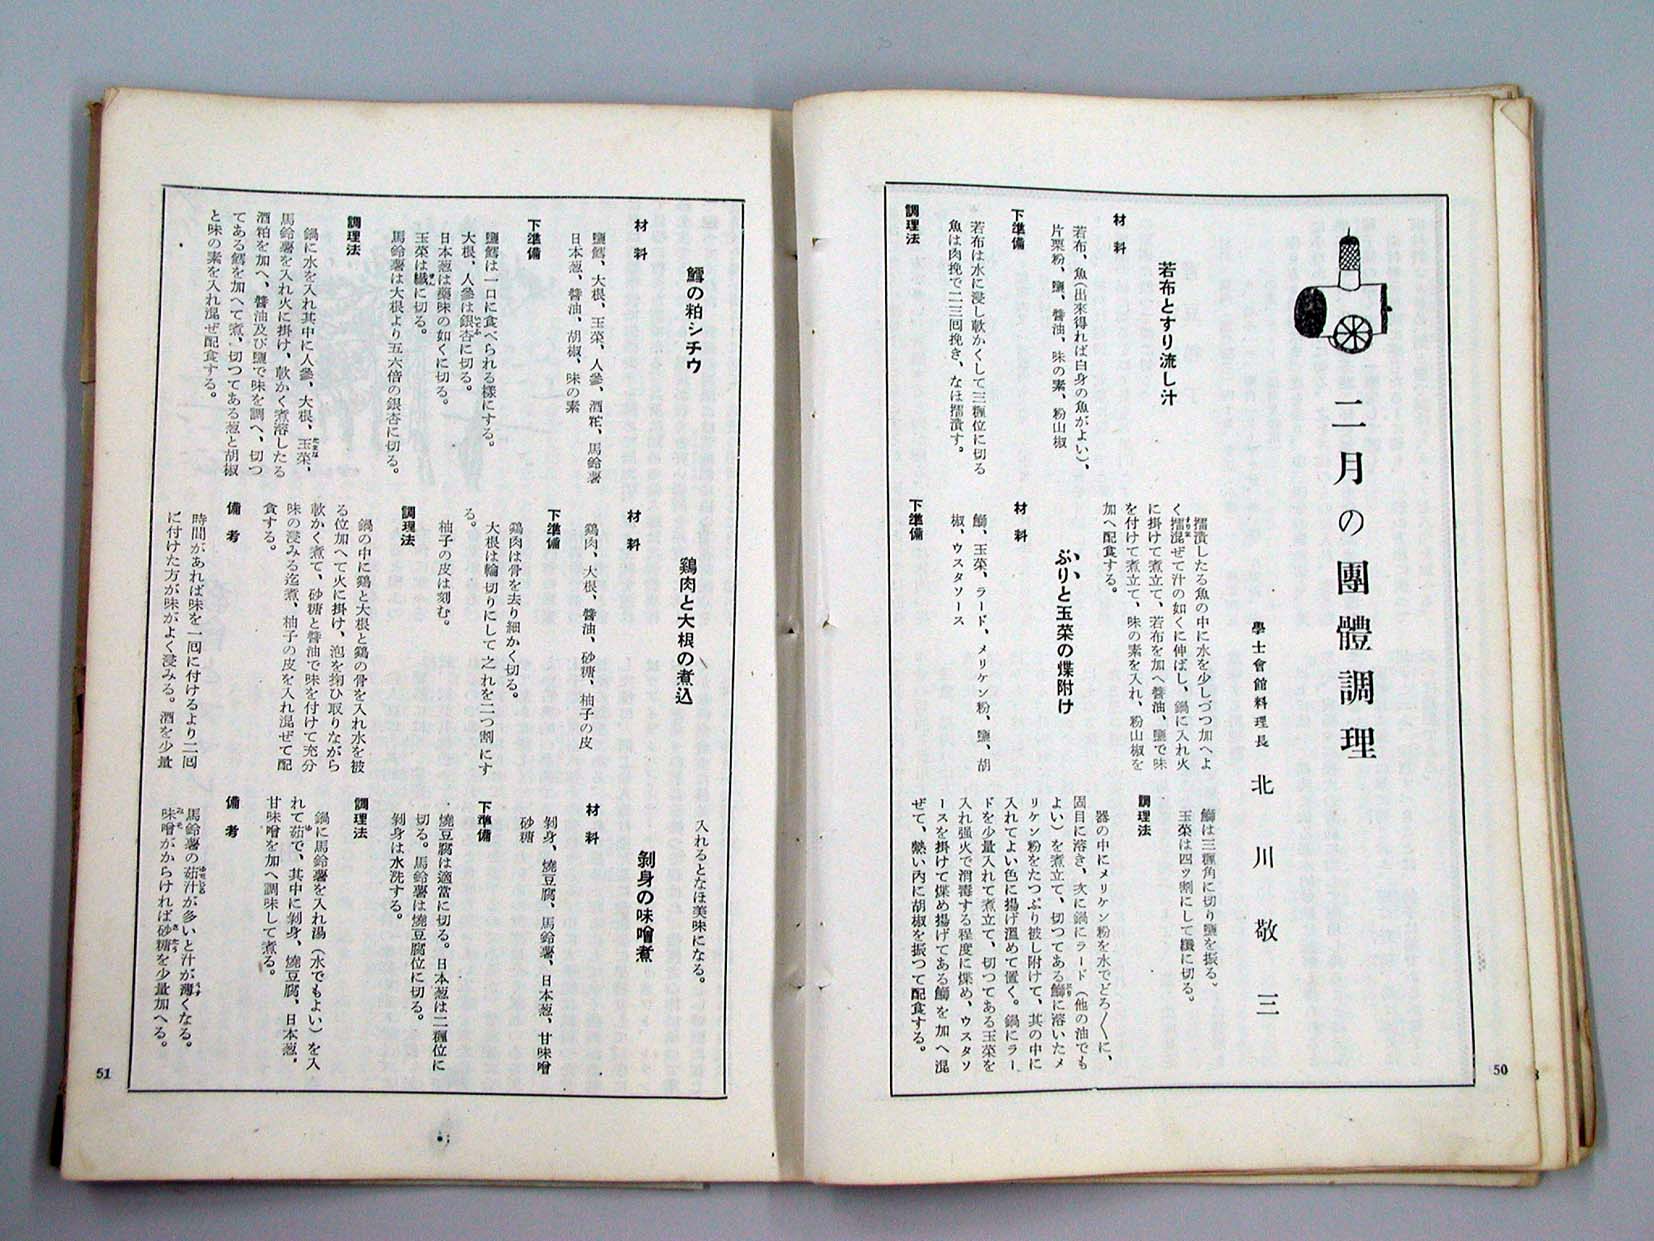 二月の團體調理
學士會館料理長 北川敬三
若布とすり流し汁
材料
若布、魚(出來得れば白身の魚がよい)、
片栗粉、鹽、醬油、味の素、粉山椒
下準備
若布は水に浸し軟かくして三糎位に切る
魚は肉挽で二三回挽き、なほ擂潰す。
調理法
擂潰したる魚の中に水を少しづつ加へよ
く擂混ぜて汁の如くに伸ばし、鍋に入れ火
に掛けて煮立て、若布を加へ醬油、鹽で味
を付けて煮立て、味の素を入れ、粉山椒を
加へ配食する。
ぶりと玉菜の煠附け
材料
鰤、玉菜、ラード、メリケン粉、鹽、胡
椒、ウスタソース
下準備
鰤は三糎角に切り鹽を振る。
玉菜は四ッ割にして纖に切る。
調理法
器の中にメリケン粉を水でどろ〱に、
固目に溶き、次に鍋にラード(他の油でも
よい)を煮立て、切つてある鰤に溶いたメ
リケン粉をたつぷり被し附けて、其の中に
入れてよい色に揚げ溫めて置く。鍋にラー
ドを少量入れて煮立て、切つてある玉菜を
入れ强火で消毒する程度に煠め、ウスタソ
ースを掛けて煠め揚げてある鰤を加へ混
ぜて、熱い内に胡椒を振つて配食する。
50
鱈の粕シチウ
材料
鹽鱈、大根、玉菜、人參、酒粕、馬鈴薯
日本葱、醬油、胡椒、味の素
下準備
鹽鱈は一口に食べられる樣にする。
大根、人參は銀杏に切る。
日本葱は藥味の如くに切る。
玉菜は纖に切る。
馬鈴薯は大根より五六倍の銀杏に切る。
調理法
鍋に水を入れ其中に人參、大根、玉菜、
馬鈴薯を入れ火に掛け、軟かく煮溶したる
酒粕を加へ、醬油及び鹽で味を調へ、切つ
てある鱈を加へて煮、切つてある葱と胡椒
と味の素を入れ混ぜ配食する。
鷄肉と大根の煮込
材料
鷄肉、大根、醬油、砂糖、柚子の皮
下準備
鷄肉は骨を去り細かく切る。
大根は輪切りにして之れを二つ割にす
る。
柚子の皮は刻む。
調理法
鍋の中に鷄と大根と鷄の骨を入れ水を被
る位加へて火に掛け、泡を掬ひ取りながら
軟かく煮て、砂糖と醬油で味を付けて充分
味の浸みる迄煮、柚子の皮を入れ混ぜて配
食する。
備考
時間があれば味を一回に付けるより二回
に付けた方が味がよく浸みる。酒を少量
入れるとなほ美味になる。
剝身の味噌煮
材料
剝身、燒豆腐、馬鈴薯、日本葱、甘味噌
砂糖
下準備
燒豆腐は適當に切る。日本葱は二糎位に
切る。馬鈴薯は燒豆腐位に切る。
剝身は水洗する。
調理法
鍋に馬鈴薯を入れ湯(水でもよい)を入
れて茹で、其中に剝身、燒豆腐、日本葱、
甘味噌を加へ調味して煮る。
備考
馬鈴薯の茹汁が多いと汁が薄くなる。
味噌がからければ砂糖を少量加へる。
51